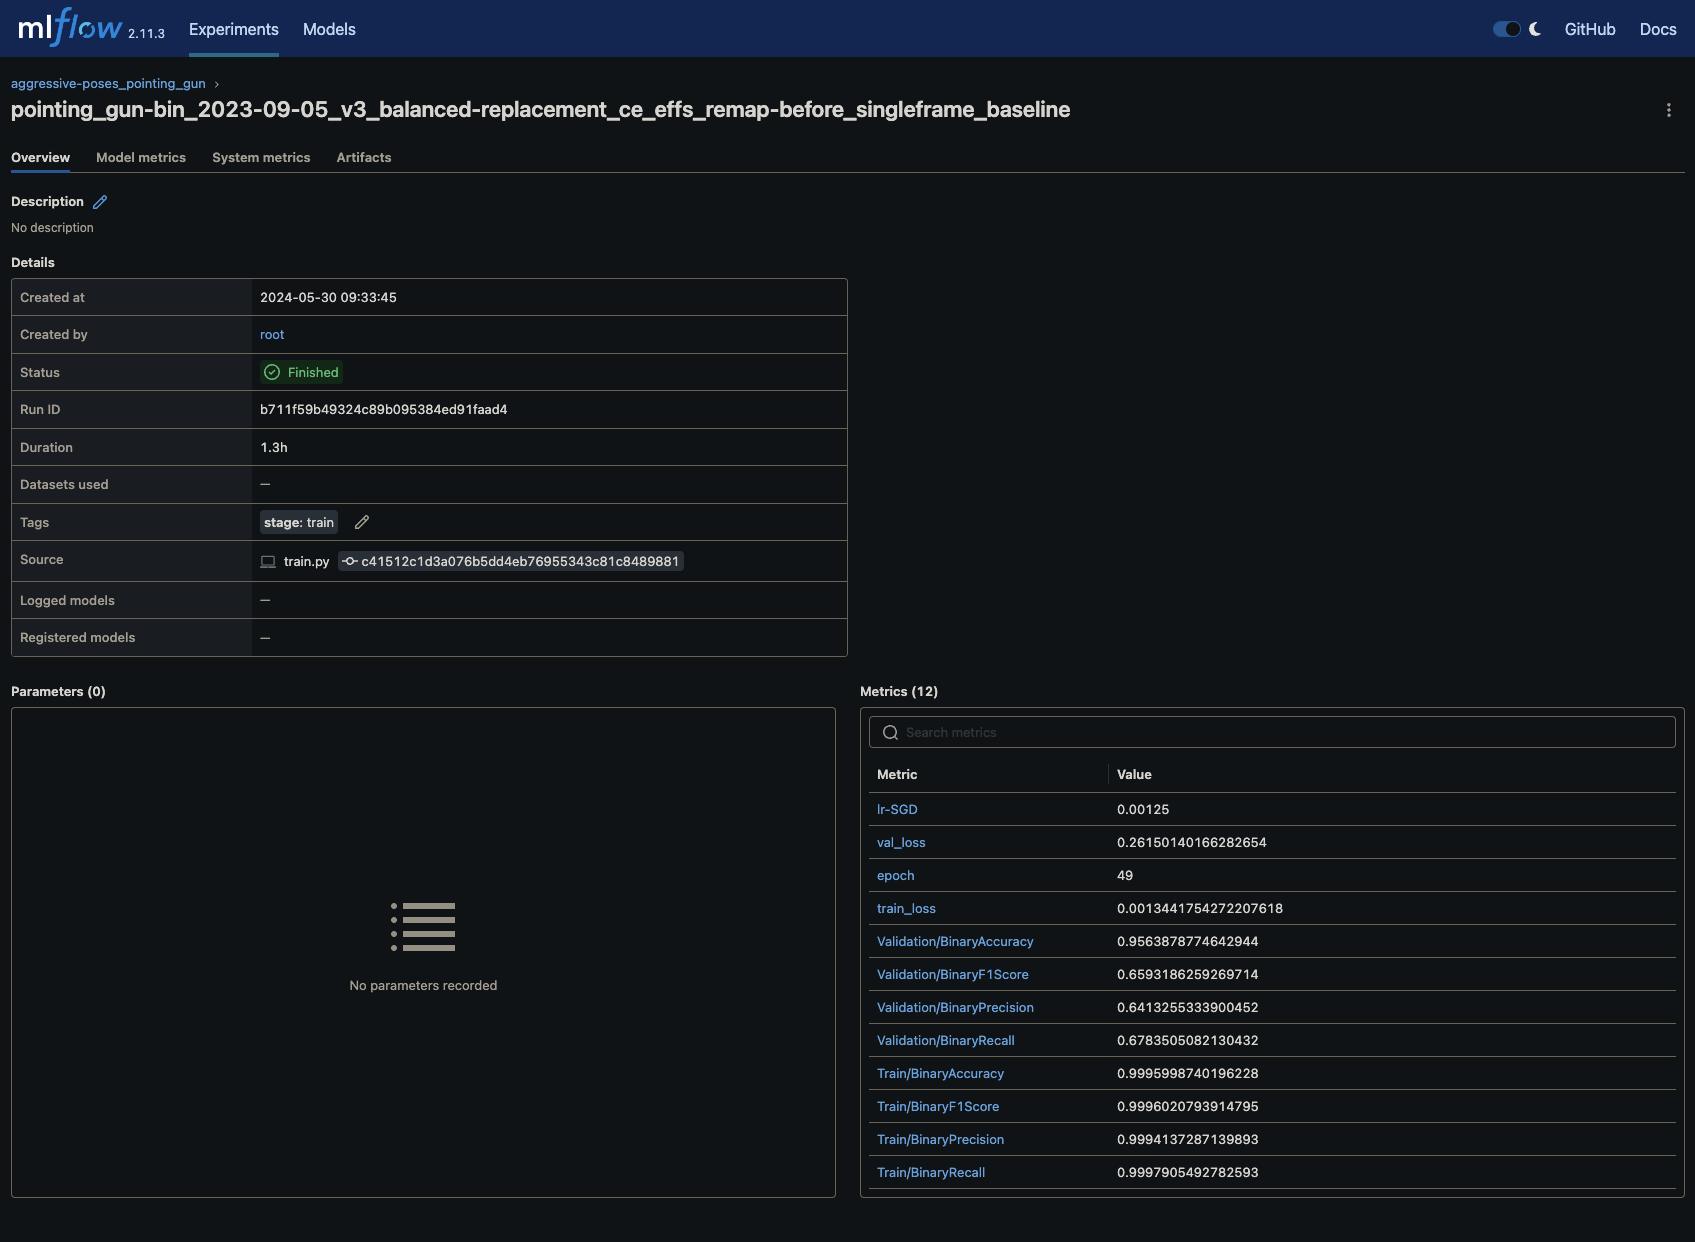 mlflow 2.11.3 Experiments Models GitHub Docs
aggressive-poses_pointing_gun ›
pointing_gun-bin_2023-09-05_v3_balanced-replacement_ce_effs_remap-before_singleframe_baseline
Overview Model metrics System metrics Artifacts
Description
No description
Details
Created at 2024-05-30 09:33:45
Created by root
Status Finished
Run ID b711f59b49324c89b095384ed91faad4
Duration 1.3h
Datasets used —
Tags stage: train
Source train.py c41512c1d3a076b5dd4eb76955343c81c8489881
Logged models —
Registered models —
Parameters (0)
No parameters recorded
Metrics (12)
Search metrics
Metric Value
lr-SGD 0.00125
val_loss 0.26150140166282654
epoch 49
train_loss 0.0013441754272207618
Validation/BinaryAccuracy 0.9563878774642944
Validation/BinaryF1Score 0.6593186259269714
Validation/BinaryPrecision 0.6413255333900452
Validation/BinaryRecall 0.6783505082130432
Train/BinaryAccuracy 0.9995998740196228
Train/BinaryF1Score 0.9996020793914795
Train/BinaryPrecision 0.9994137287139893
Train/BinaryRecall 0.9997905492782593